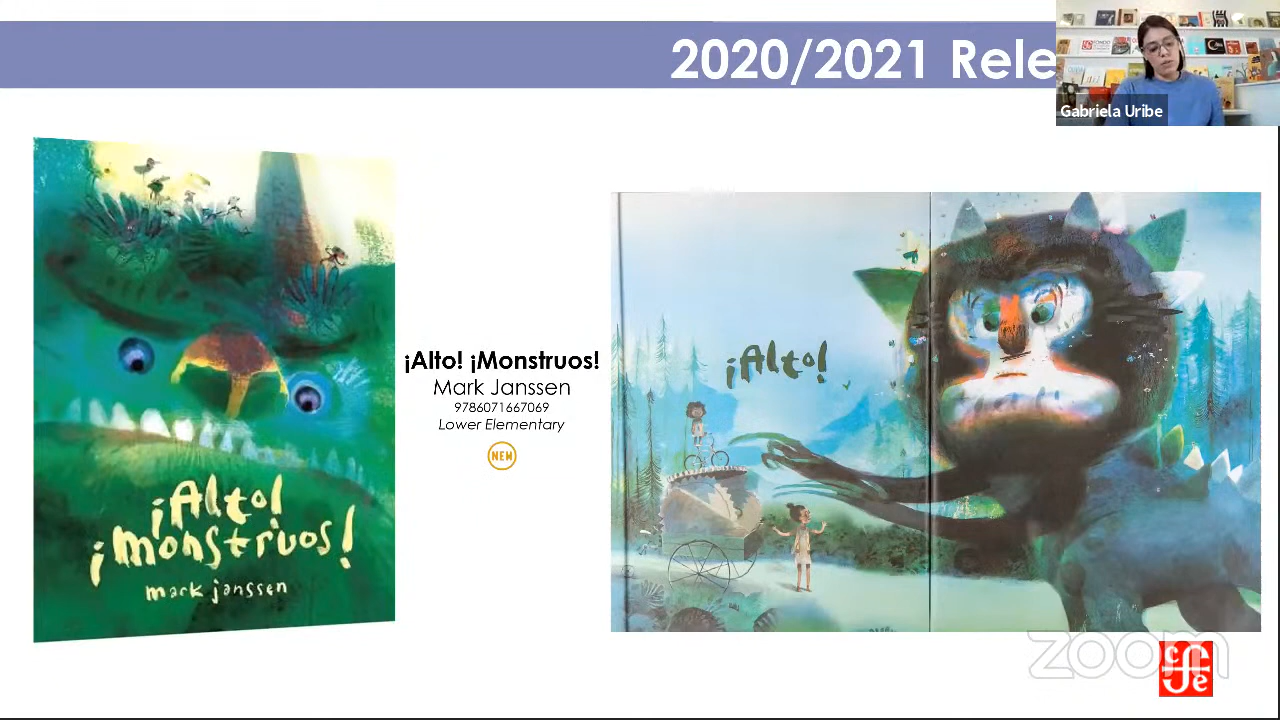 2020/2021 Rele
Gabriela Uribe
¡Alto!
¡monstruos!
mark janssen
¡Alto! ¡Monstruos!
Mark Janssen
9786071667069
Lower Elementary
NEW
¡Alto!
zoom
cfe